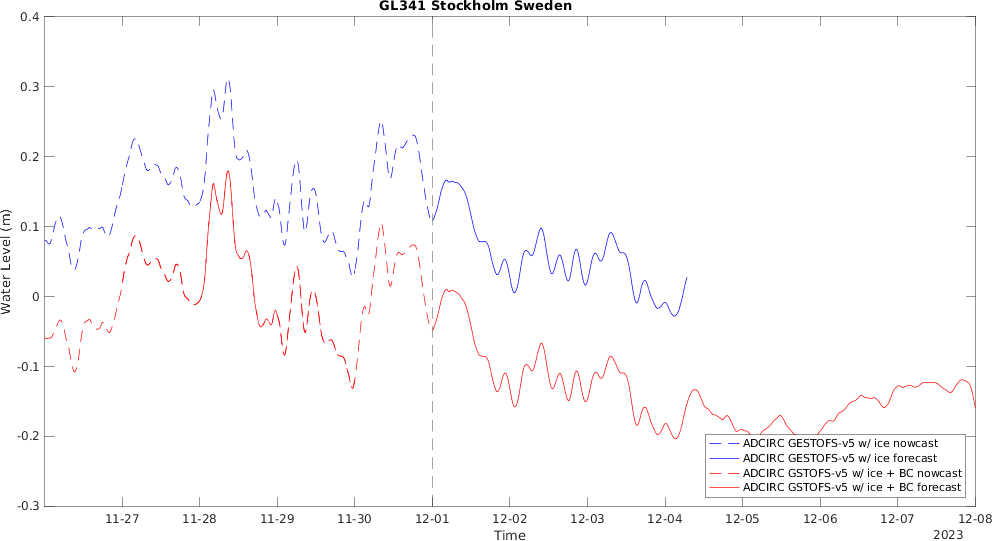 GL341 Stockholm Sweden
0.4
0.3
0.2
0.1
0
-0.1
-0.2
-0.3
Water Level (m)
11-27 11-28 11-29 11-30 12-01 12-02 12-03 12-04 12-05 12-06 12-07 12-08
Time
2023
ADCIRC GESTOFS-v5 w/ ice nowcast
ADCIRC GESTOFS-v5 w/ ice forecast
ADCIRC GSTOFS-v5 w/ ice + BC nowcast
ADCIRC GSTOFS-v5 w/ ice + BC forecast